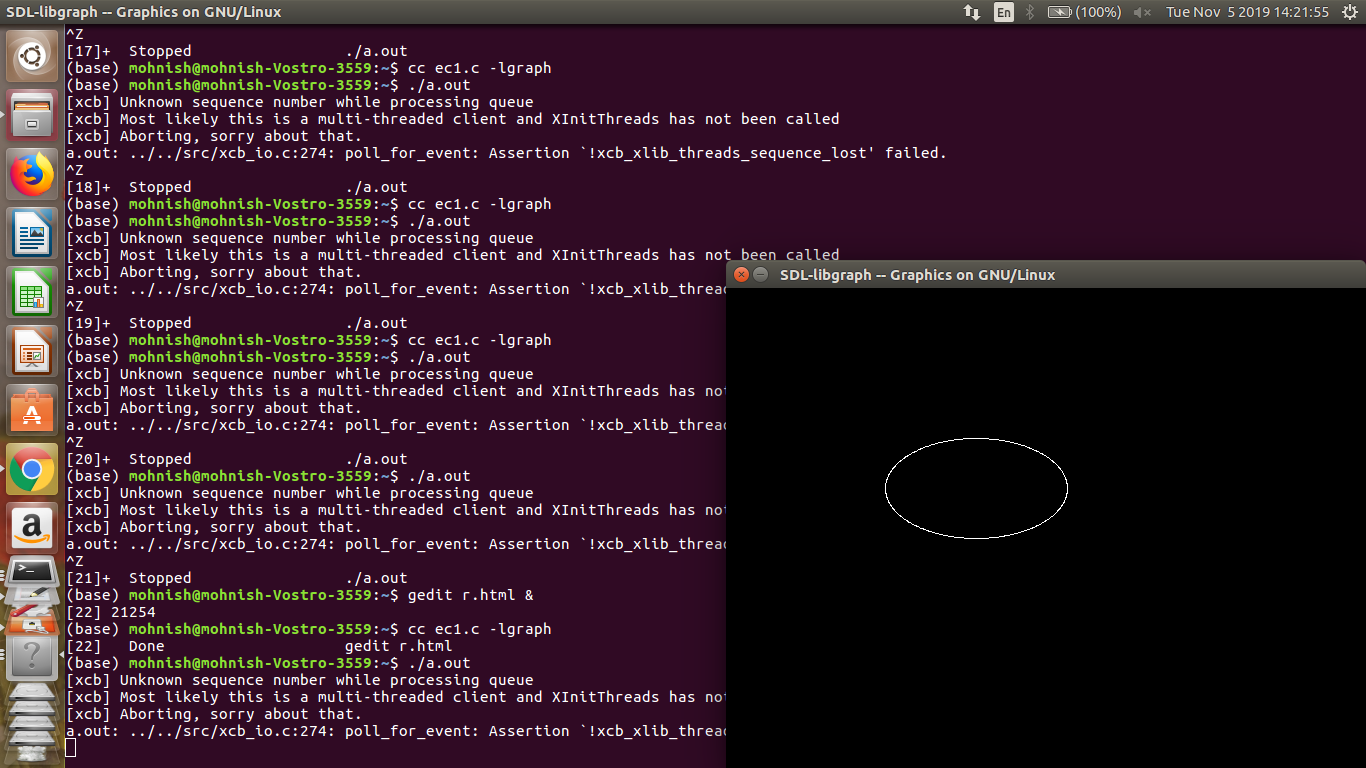 SDL-libgraph -- Graphics on GNU/Linux En (100%) Tue Nov 5 2019 14:21:55
^Z
[17]+  Stopped                 ./a.out
(base) mohnish@mohnish-Vostro-3559:~$ cc ec1.c -lgraph
(base) mohnish@mohnish-Vostro-3559:~$ ./a.out
[xcb] Unknown sequence number while processing queue
[xcb] Most likely this is a multi-threaded client and XInitThreads has not been called
[xcb] Aborting, sorry about that.
a.out: ../../src/xcb_io.c:274: poll_for_event: Assertion `!xcb_xlib_threads_sequence_lost' failed.
^Z
[18]+  Stopped                 ./a.out
(base) mohnish@mohnish-Vostro-3559:~$ cc ec1.c -lgraph
(base) mohnish@mohnish-Vostro-3559:~$ ./a.out
[xcb] Unknown sequence number while processing queue
[xcb] Most likely this is a multi-threaded client and XInitThreads has not been called
[xcb] Aborting, sorry about that.
a.out: ../../src/xcb_io.c:274: poll_for_event: Assertion `!xcb_xlib_threa
^Z
[19]+  Stopped                 ./a.out
(base) mohnish@mohnish-Vostro-3559:~$ cc ec1.c -lgraph
(base) mohnish@mohnish-Vostro-3559:~$ ./a.out
[xcb] Unknown sequence number while processing queue
[xcb] Most likely this is a multi-threaded client and XInitThreads has no
[xcb] Aborting, sorry about that.
a.out: ../../src/xcb_io.c:274: poll_for_event: Assertion `!xcb_xlib_threa
^Z
[20]+  Stopped                 ./a.out
(base) mohnish@mohnish-Vostro-3559:~$ ./a.out
[xcb] Unknown sequence number while processing queue
[xcb] Most likely this is a multi-threaded client and XInitThreads has no
[xcb] Aborting, sorry about that.
a.out: ../../src/xcb_io.c:274: poll_for_event: Assertion `!xcb_xlib_threa
^Z
[21]+  Stopped                 ./a.out
(base) mohnish@mohnish-Vostro-3559:~$ gedit r.html &
[22] 21254
(base) mohnish@mohnish-Vostro-3559:~$ cc ec1.c -lgraph
[22]   Done                    gedit r.html
(base) mohnish@mohnish-Vostro-3559:~$ ./a.out
[xcb] Unknown sequence number while processing queue
[xcb] Most likely this is a multi-threaded client and XInitThreads has no
[xcb] Aborting, sorry about that.
a.out: ../../src/xcb_io.c:274: poll_for_event: Assertion `!xcb_xlib_threa
SDL-libgraph -- Graphics on GNU/Linux